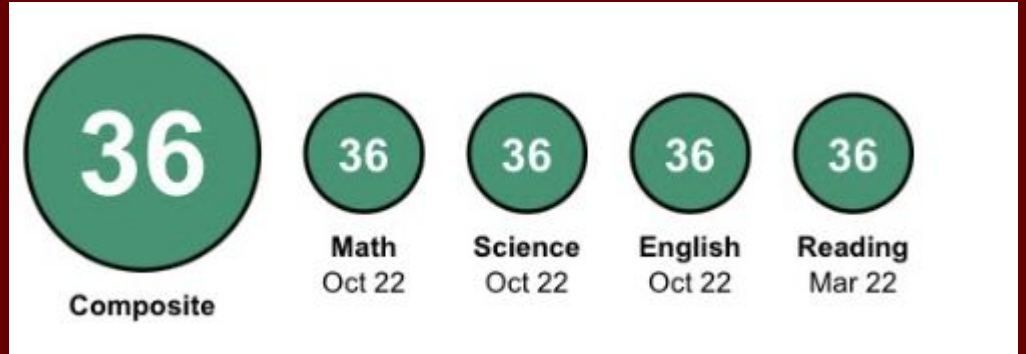 36
36
36
36
36
Math
Science
English
Reading
Oct 22
Oct 22
Oct 22
Mar 22
Composite